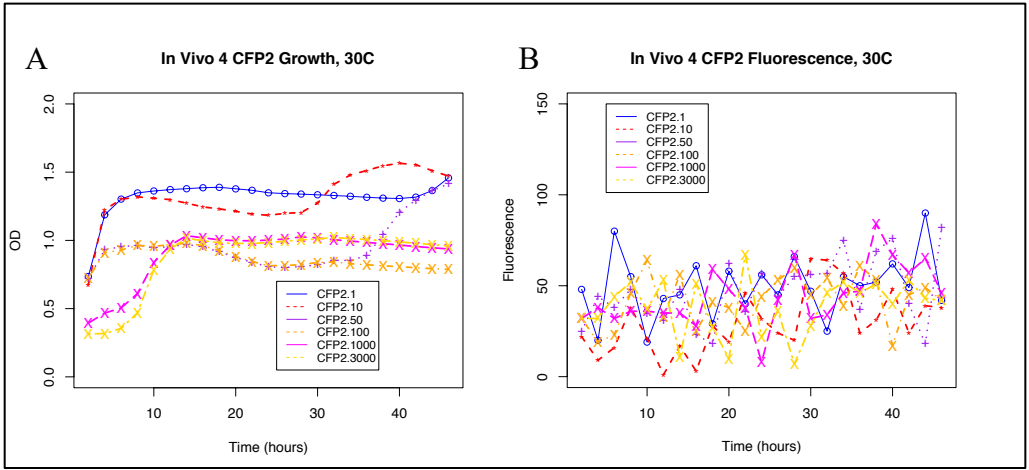 A
In Vivo 4 CFP2 Growth, 30C
OD
2.0
1.5
1.0
0.5
0.0
CFP2.1
CFP2.10
CFP2.50
CFP2.100
CFP2.1000
CFP2.3000
10
20
30
40
Time (hours)
B
In Vivo 4 CFP2 Fluorescence, 30C
Fluorescence
150
100
50
0
CFP2.1
CFP2.10
CFP2.50
CFP2.100
CFP2.1000
CFP2.3000
10
20
30
40
Time (hours)